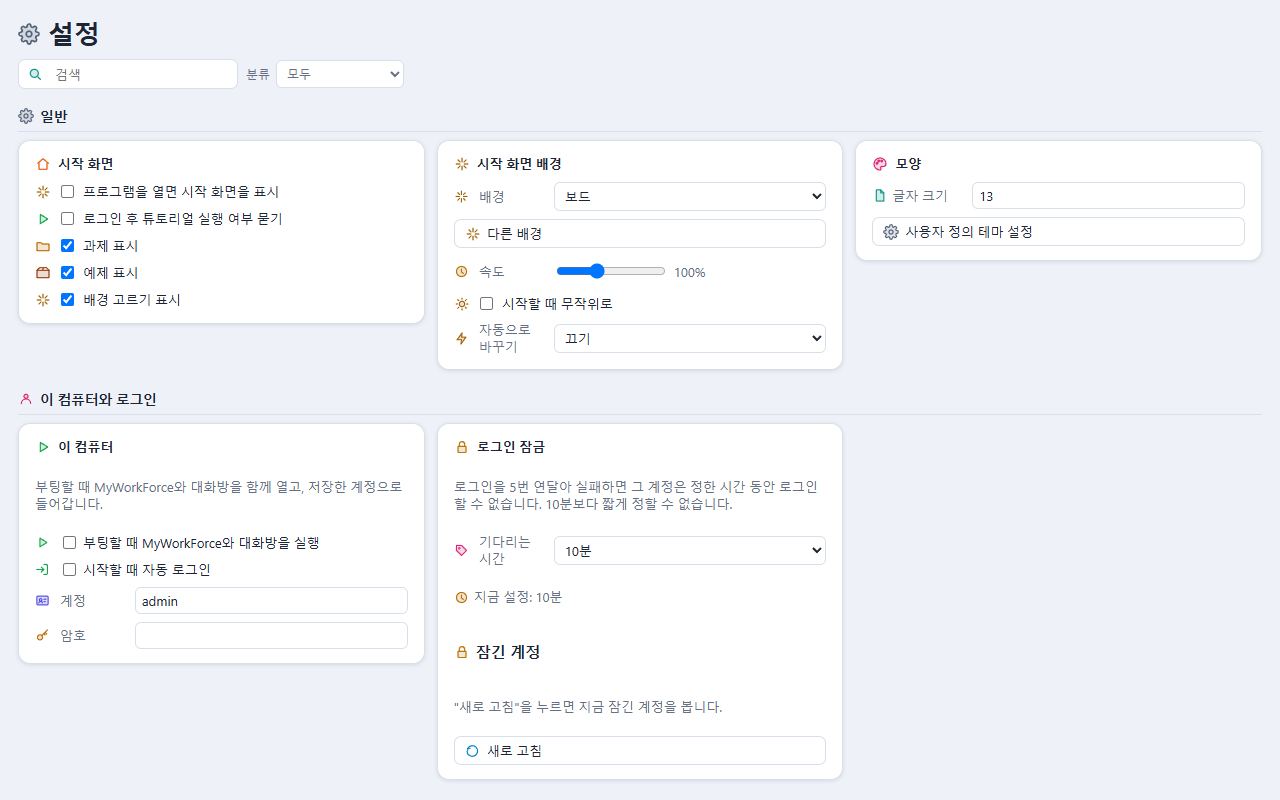 설정
검색
분류
모두
일반
시작 화면
프로그램을 열면 시작 화면을 표시
로그인 후 튜토리얼 실행 여부 묻기
과제 표시
예제 표시
배경 고르기 표시
시작 화면 배경
배경
보드
다른 배경
속도
100%
시작할 때 무작위로
자동으로
바꾸기
끄기
모양
글자 크기
13
사용자 정의 테마 설정
이 컴퓨터와 로그인
이 컴퓨터
부팅할 때 MyWorkForce와 대화방을 함께 열고, 저장한 계정으로
들어갑니다.
부팅할 때 MyWorkForce와 대화방을 실행
시작할 때 자동 로그인
계정
admin
암호
로그인 잠금
로그인을 5번 연달아 실패하면 그 계정은 정한 시간 동안 로그인
할 수 없습니다. 10분보다 짧게 정할 수 없습니다.
기다리는
시간
10분
지금 설정: 10분
잠긴 계정
"새로 고침"을 누르면 지금 잠긴 계정을 봅니다.
새로 고침